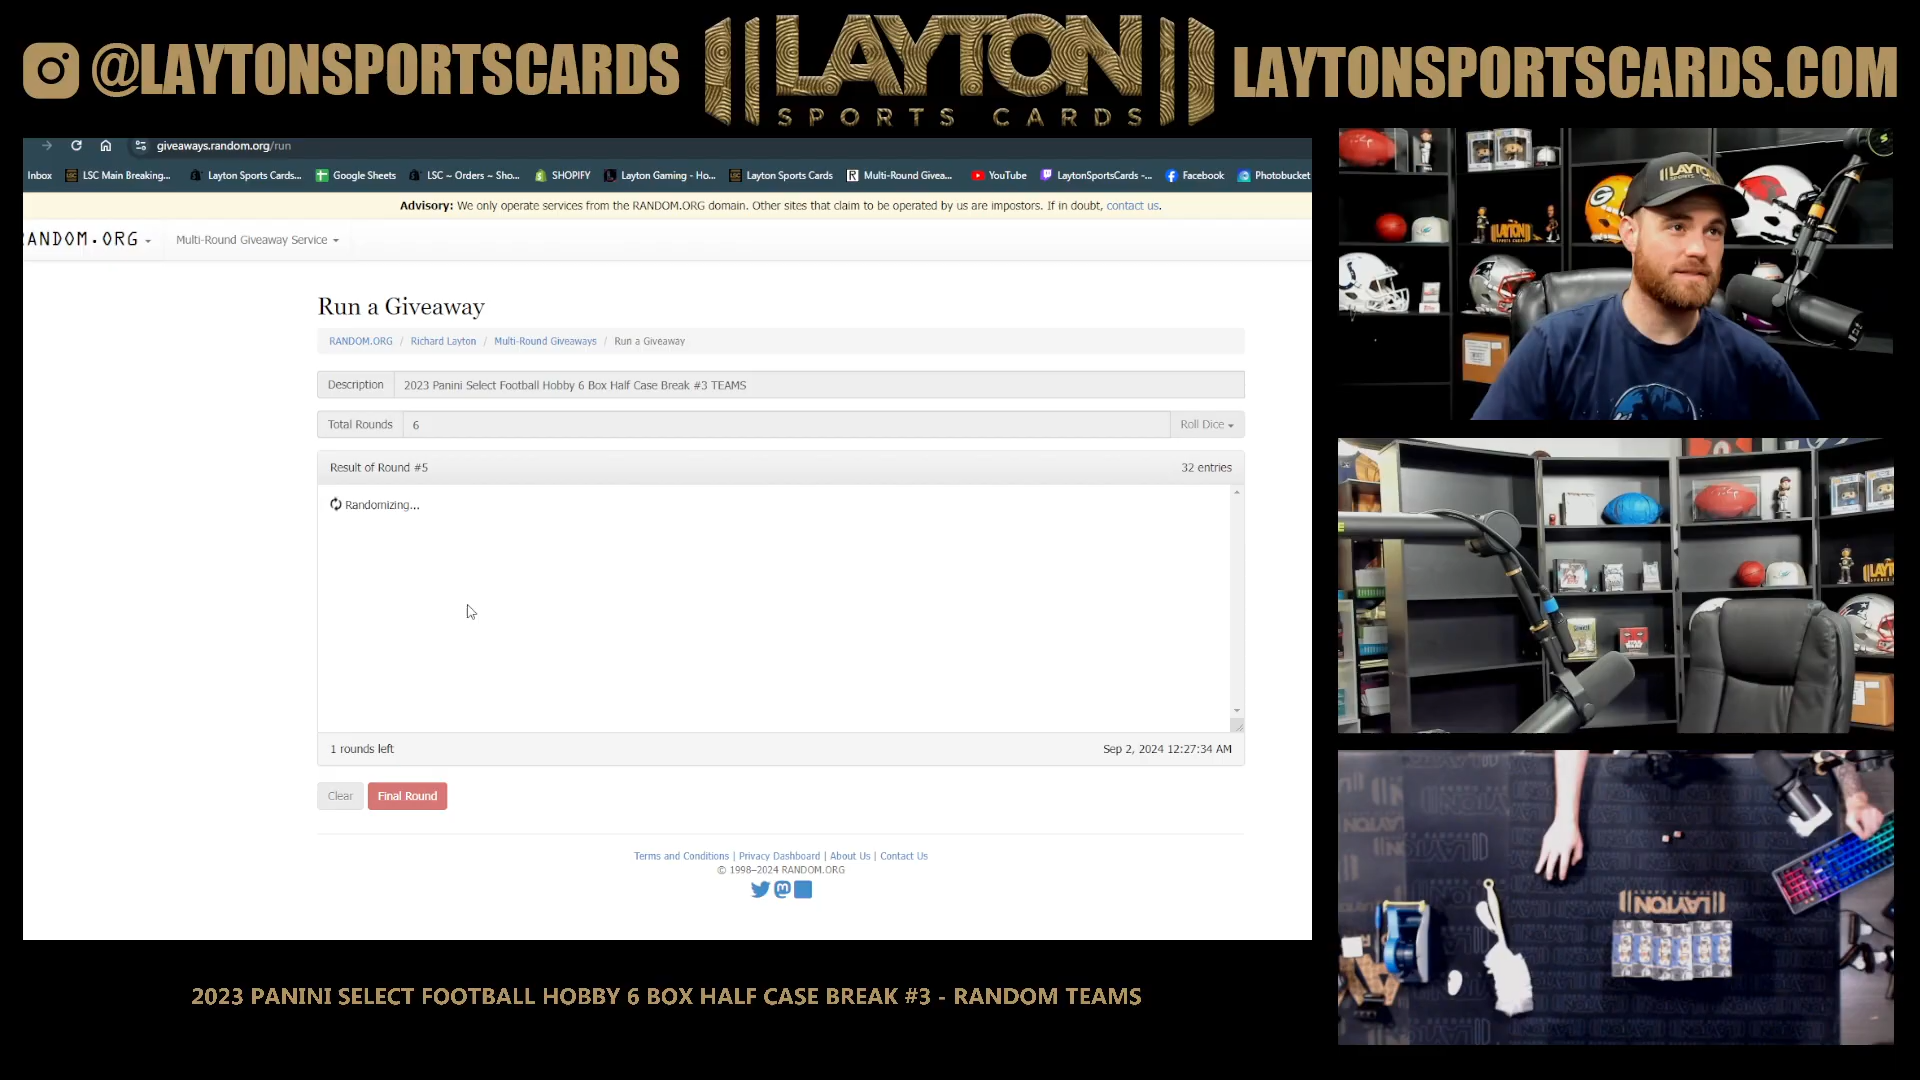 @LAYTONSPORTSCARDS
LAYTON
SPORTS CARDS
LAYTONSPORTSCARDS.COM
giveaways.random.org/run
Inbox LSC Main Breaking... Layton Sports Cards... Google Sheets LSC ~ Orders ~ Sho... SHOPIFY Layton Gaming - Ho... Layton Sports Cards Multi-Round Givea... YouTube LaytonSportsCards -... Facebook Photobucket
Advisory: We only operate services from the RANDOM.ORG domain. Other sites that claim to be operated by us are impostors. If in doubt, contact us.
RANDOM.ORG Multi-Round Giveaway Service
Run a Giveaway
RANDOM.ORG / Richard Layton / Multi-Round Giveaways / Run a Giveaway
Description 2023 Panini Select Football Hobby 6 Box Half Case Break #3 TEAMS
Total Rounds 6 Roll Dice
Result of Round #5 32 entries
Randomizing...
1 rounds left Sep 2, 2024 12:27:34 AM
Clear Final Round
Terms and Conditions | Privacy Dashboard | About Us | Contact Us
© 1998–2024 RANDOM.ORG
2023 PANINI SELECT FOOTBALL HOBBY 6 BOX HALF CASE BREAK #3 - RANDOM TEAMS
LAYTON
LAYTON
LAYTON